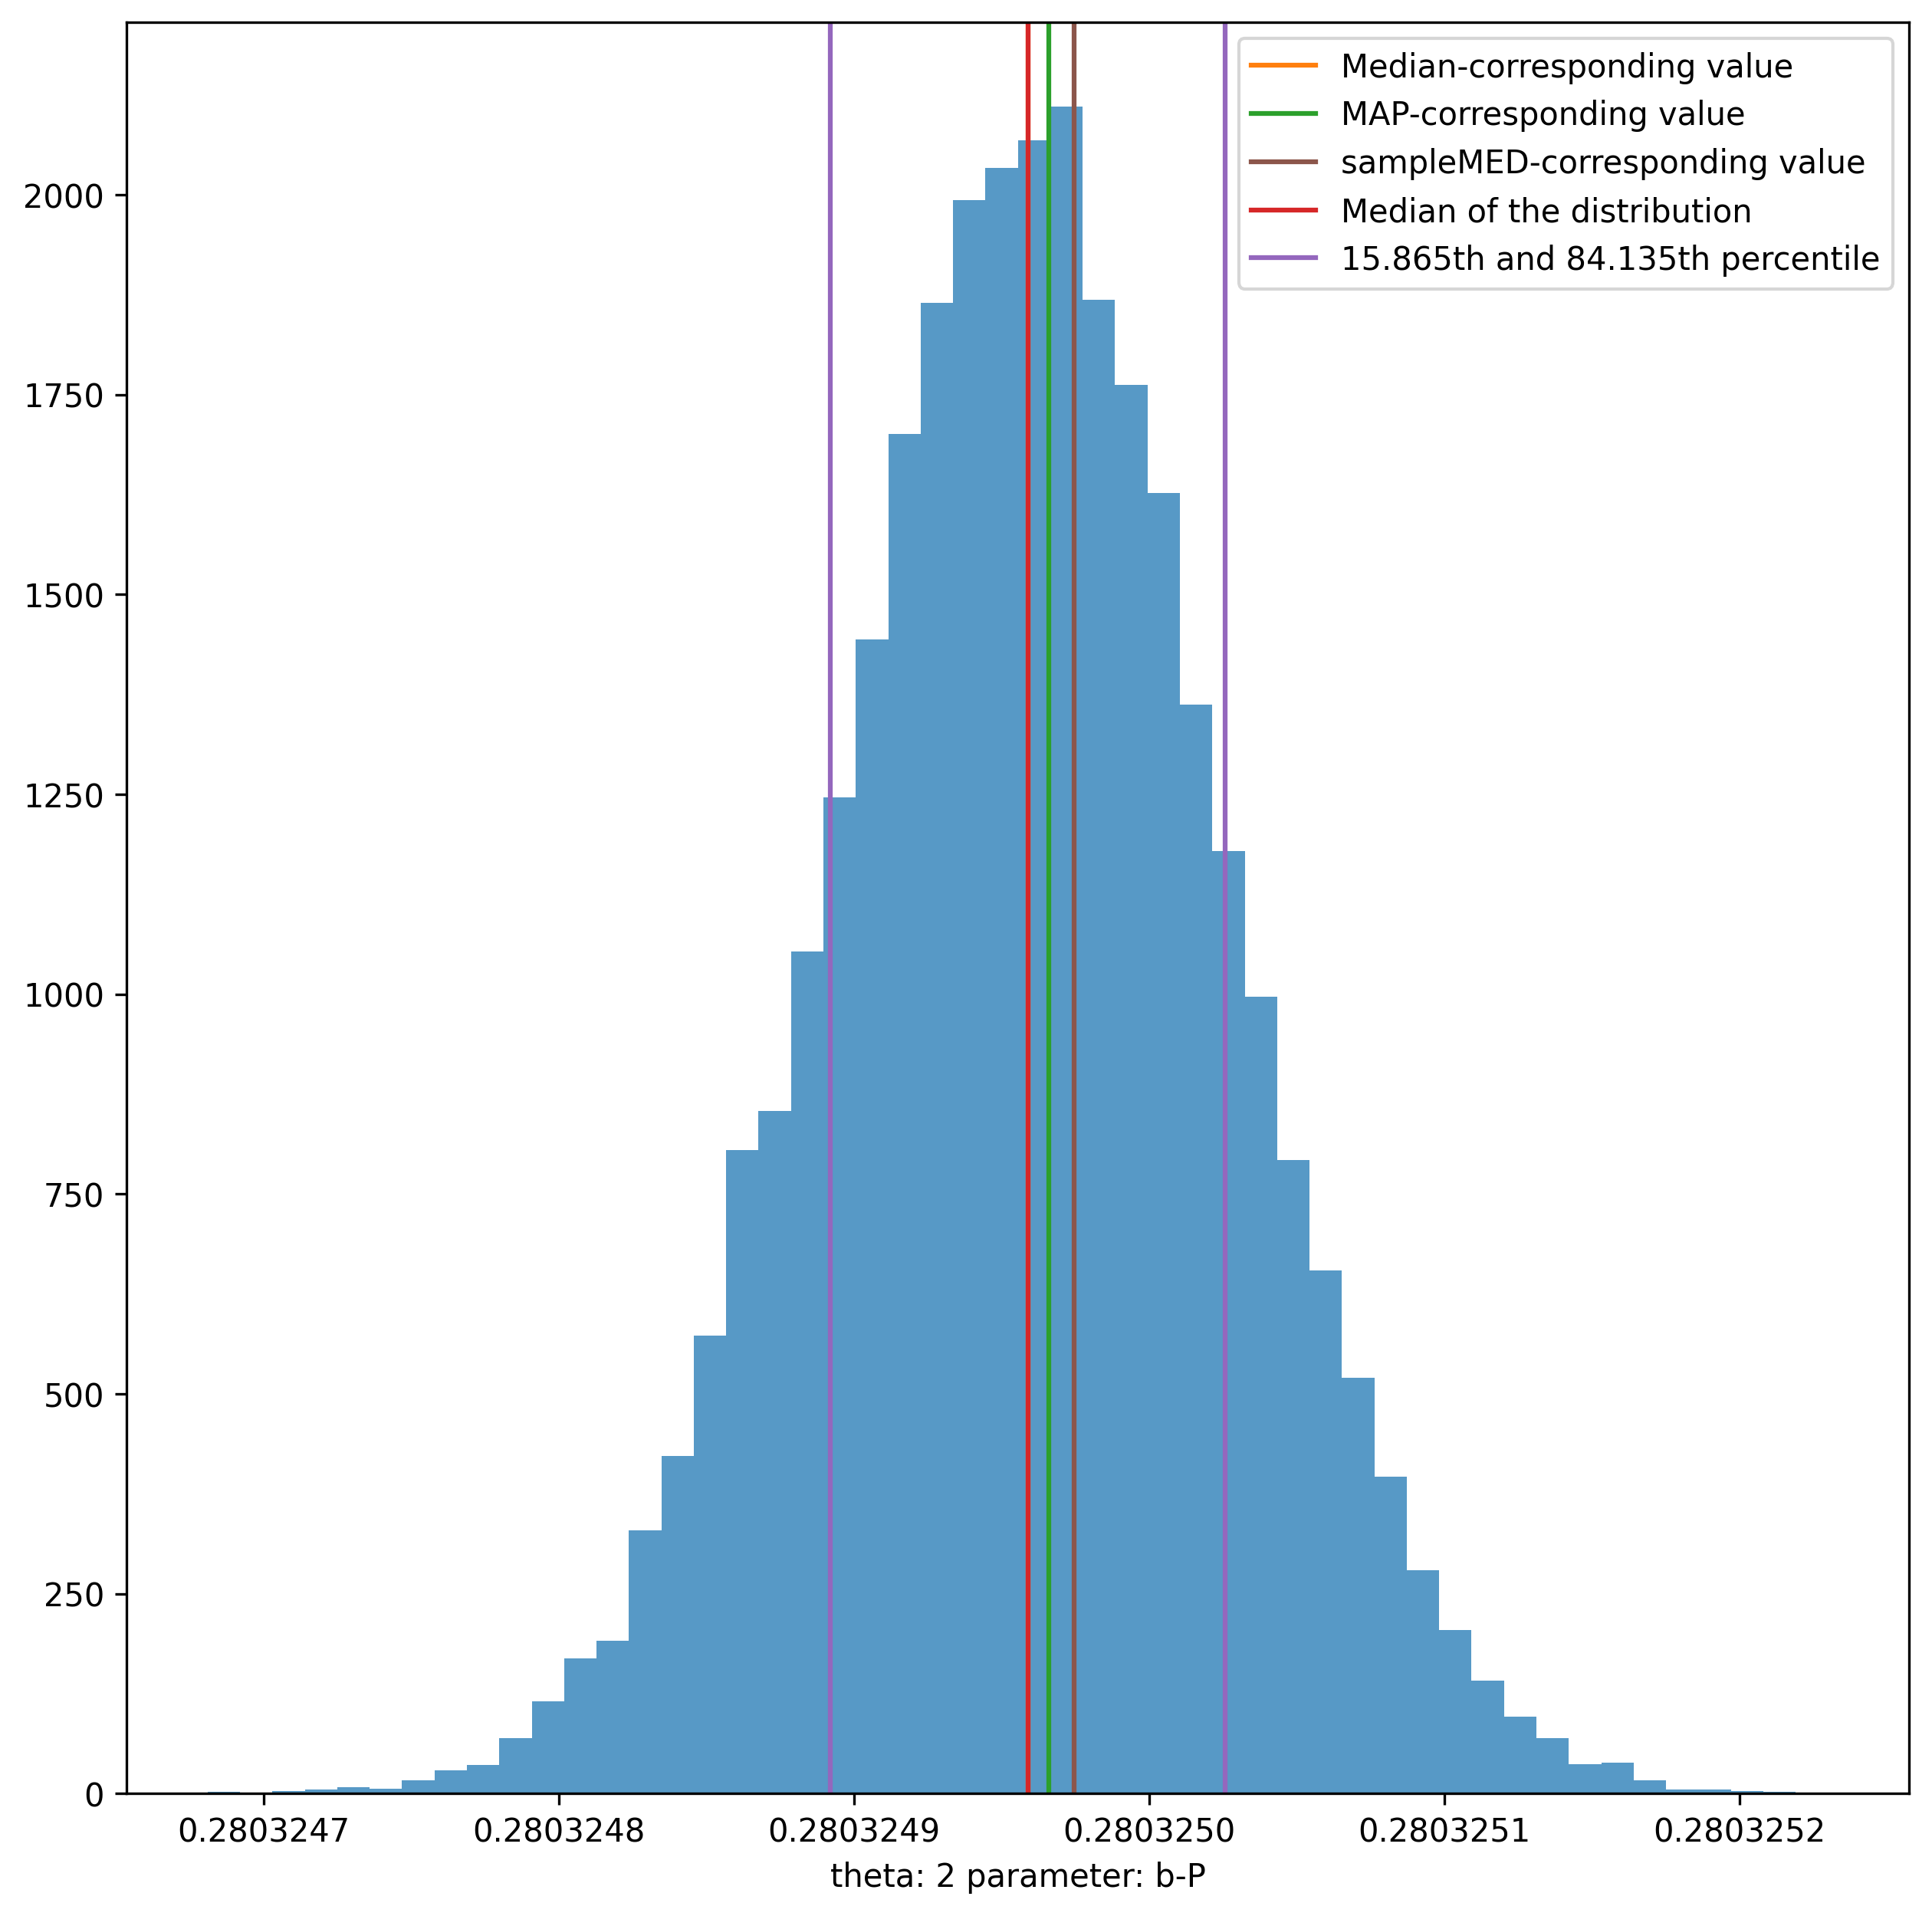 Median-corresponding value
MAP-corresponding value
sampleMED-corresponding value
Median of the distribution
15.865th and 84.135th percentile
2000
1750
1500
1250
1000
750
500
250
0
0.2803247 0.2803248 0.2803249 0.2803250 0.2803251 0.2803252
theta: 2 parameter: b-P